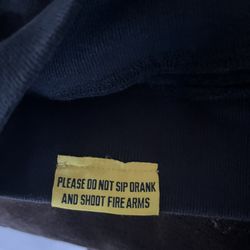 PLEASE DO NOT SIP DRANK
AND SHOOT FIRE ARMS